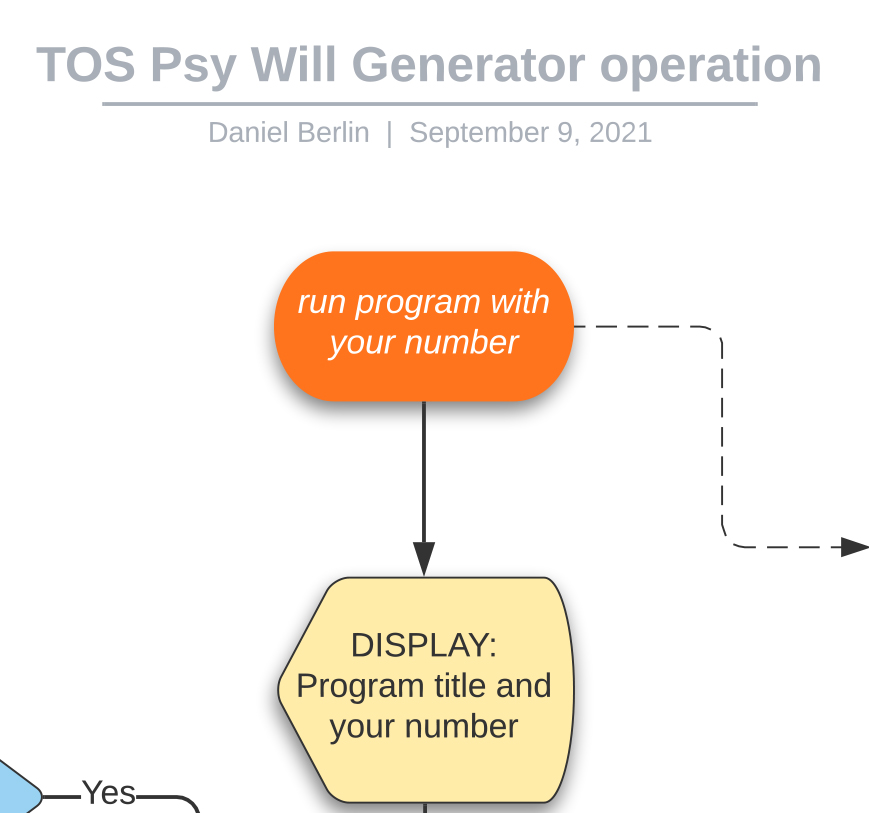 TOS Psy Will Generator operation
Daniel Berlin | September 9, 2021
run program with
your number
DISPLAY:
Program title and
your number
Yes